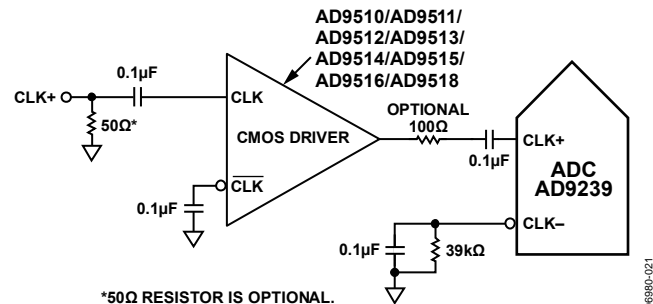 AD9510/AD9511/
AD9512/AD9513/
AD9514/AD9515/
AD9516/AD9518
0.1µF
CLK+
CLK
50Ω*
CMOS DRIVER
OPTIONAL
100Ω
0.1µF
CLK+
ADC
AD9239
CLK
0.1µF
CLK–
0.1µF
39kΩ
*50Ω RESISTOR IS OPTIONAL.
6980-021